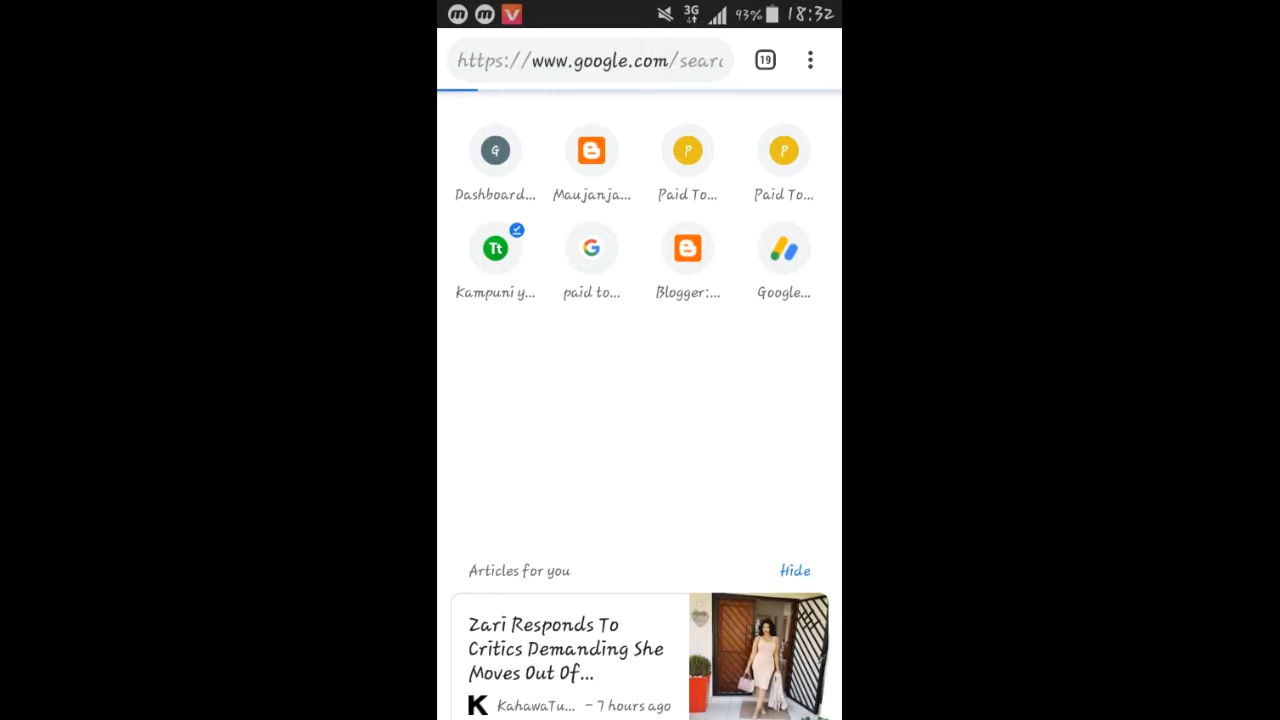 3G 93% 18:32
https://www.google.com/searc
19
G P P
Dashboard... Maujanja... Paid To... Paid To...
Tt
Kampuni y... paid to... Blogger:... Google...
Articles for you Hide
Zari Responds To
Critics Demanding She
Moves Out Of...
K KahawaTu... – 7 hours ago